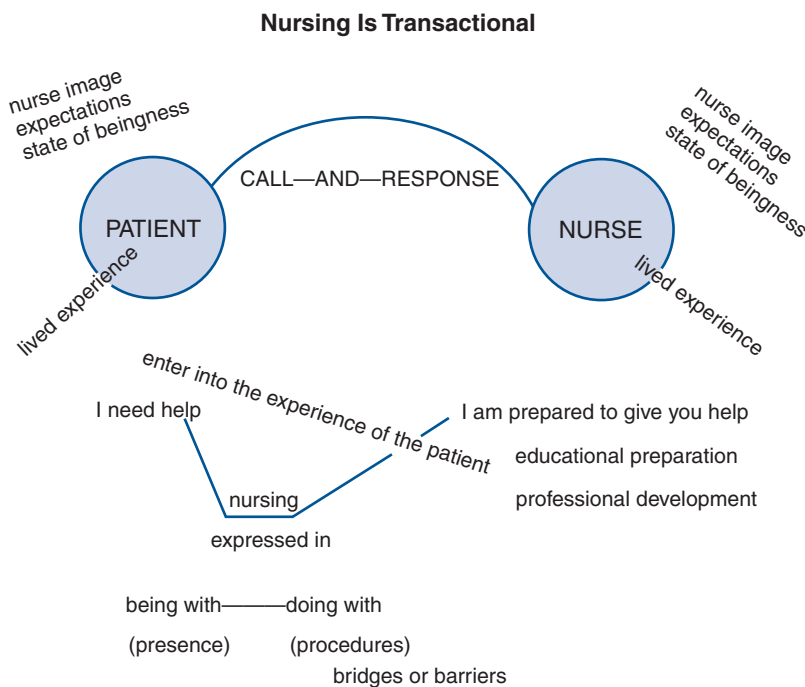 Nursing Is Transactional
nurse image
expectations
state of beingness
nurse image
expectations
state of beingness
CALL—AND—RESPONSE
PATIENT
NURSE
lived experience
lived experience
enter into the experience of the patient
I need help
I am prepared to give you help
educational preparation
professional development
nursing
expressed in
being with———doing with
(presence) (procedures)
bridges or barriers